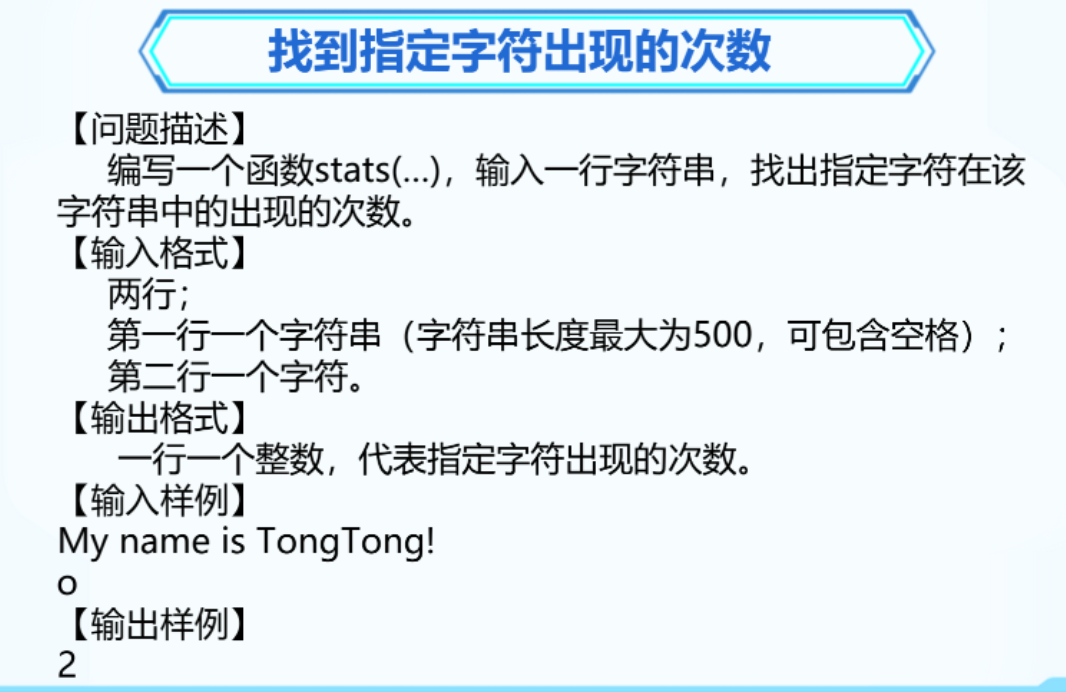 找到指定字符出现的次数
【问题描述】
编写一个函数stats(...)，输入一行字符串，找出指定字符在该
字符串中的出现的次数。
【输入格式】
两行；
第一行一个字符串（字符串长度最大为500，可包含空格）；
第二行一个字符。
【输出格式】
一行一个整数，代表指定字符出现的次数。
【输入样例】
My name is TongTong!
o
【输出样例】
2